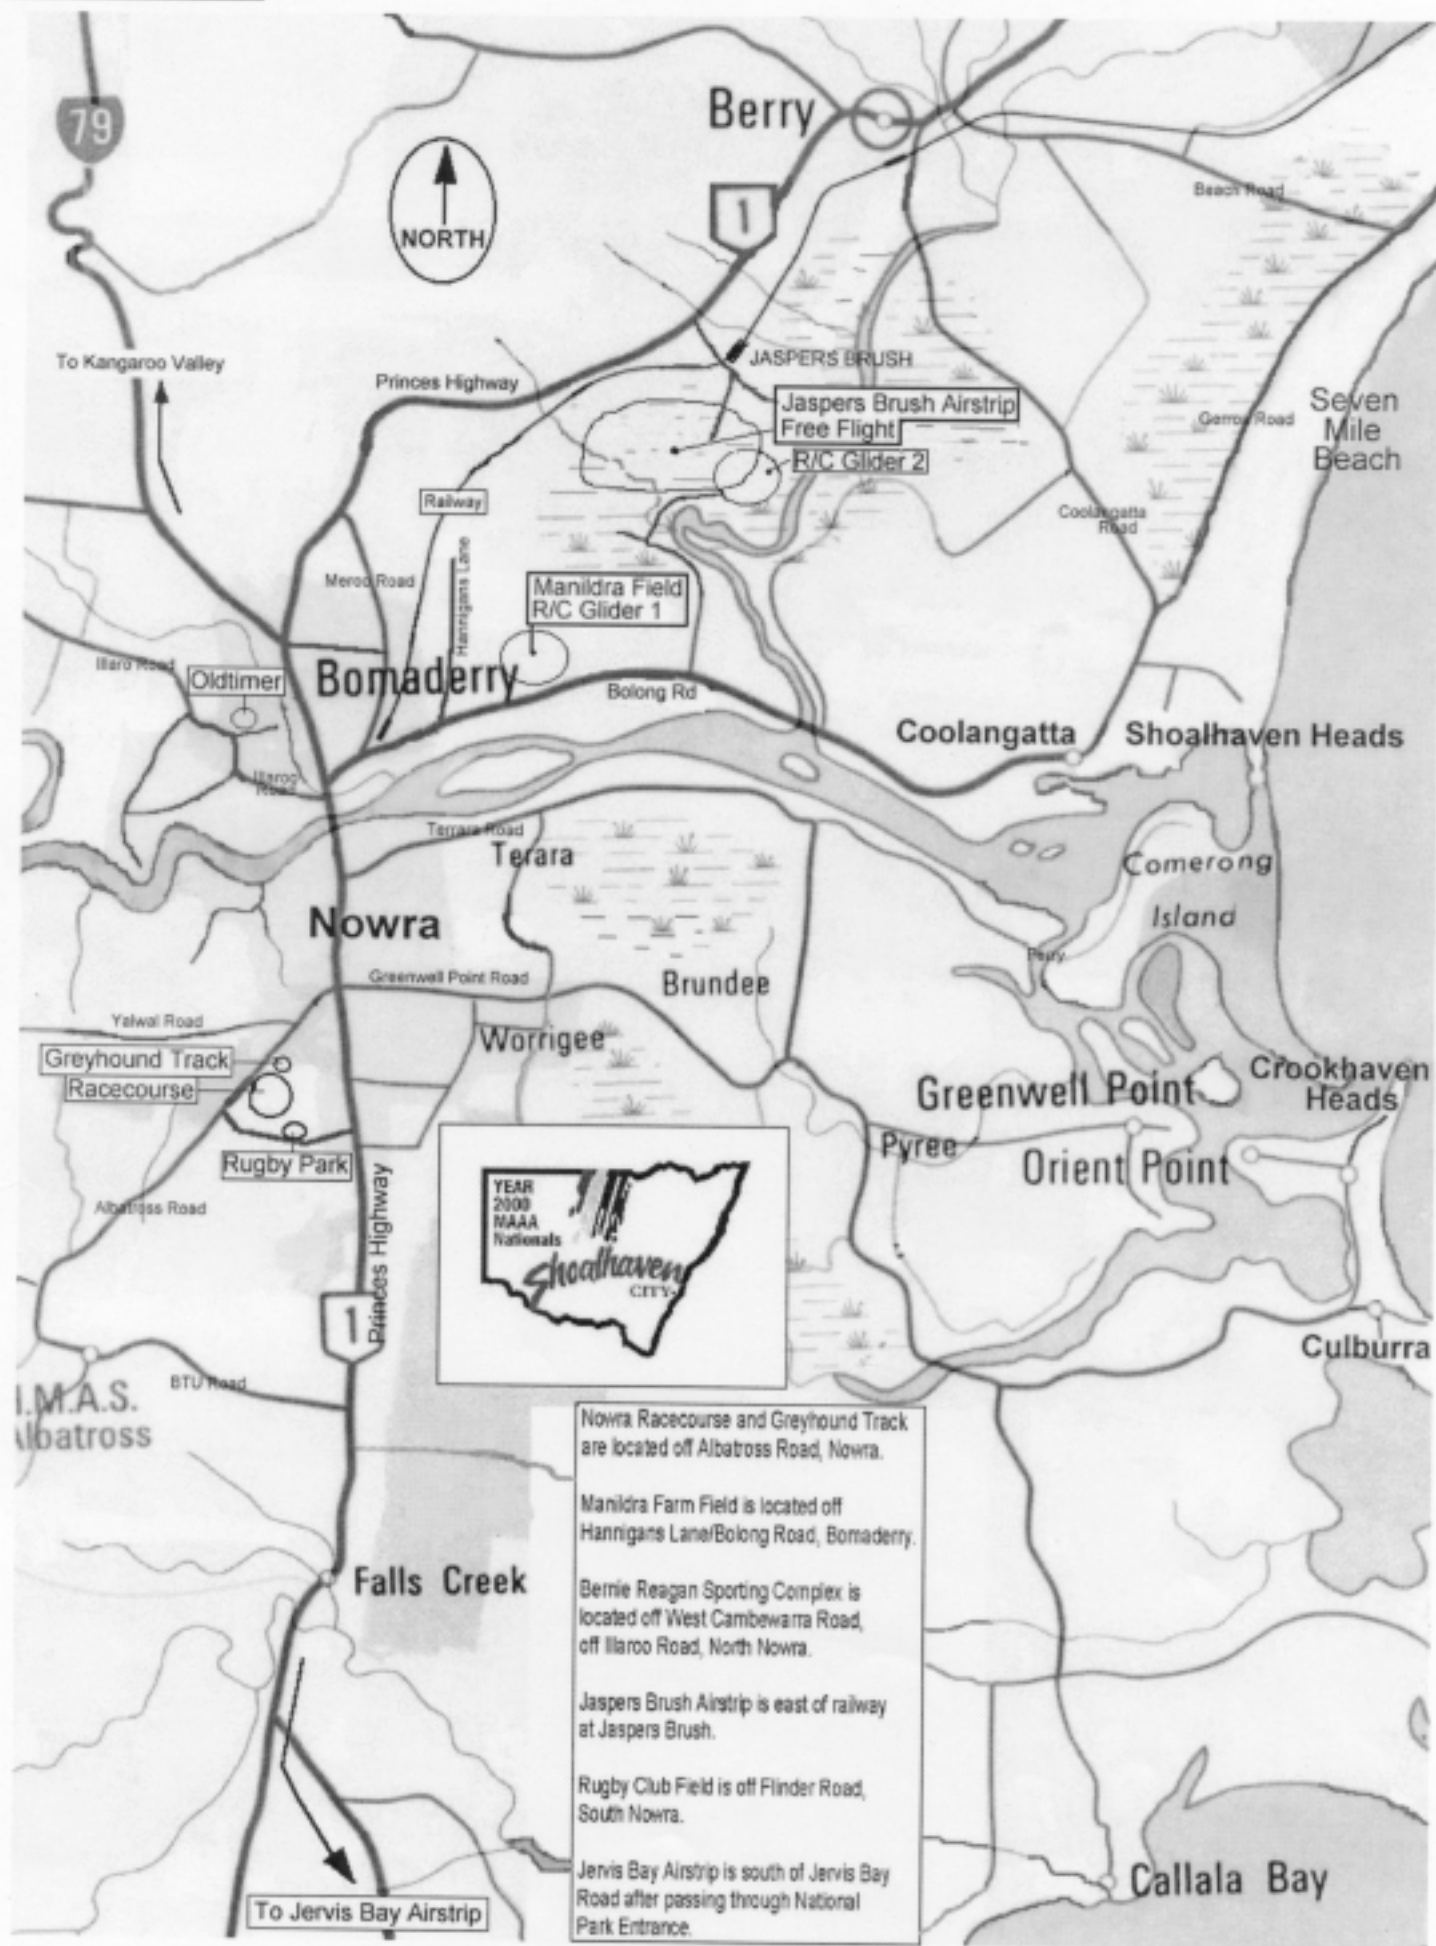 79
Berry
1
NORTH
Beach Road
To Kangaroo Valley
Princes Highway
JASPERS BRUSH
Jaspers Brush Airstrip
Free Flight
R/C Glider 2
Seven
Mile
Beach
Road
Railway
Coolangatta
Road
Hannigans Lane
Meroo Road
Manildra Field
R/C Glider 1
Illaro Road
Oldtimer
Bomaderry
Bolong Rd
Coolangatta
Shoalhaven Heads
Illaroo
Road
Terrara Road
Terara
Comerong
Island
Nowra
Ferry
Greenwell Point Road
Brundee
Yalwal Road
Worrigee
Greyhound Track
Racecourse
Greenwell Point
Crookhaven
Heads
Rugby Park
Pyree
Orient Point
Albatross Road
Princes Highway
YEAR
2000
MAAA
Nationals
Shoalhaven
CITY
1
Culburra
BTU Road
.M.A.S.
lbatross
Nowra Racecourse and Greyhound Track
are located off Albatross Road, Nowra.
Manildra Farm Field is located off
Hannigans Lane/Bolong Road, Bomaderry.
Bernie Reagan Sporting Complex is
located off West Cambewarra Road,
off Illaroo Road, North Nowra.
Jaspers Brush Airstrip is east of railway
at Jaspers Brush.
Rugby Club Field is off Flinder Road,
South Nowra.
Jervis Bay Airstrip is south of Jervis Bay
Road after passing through National
Park Entrance.
Falls Creek
Callala Bay
To Jervis Bay Airstrip